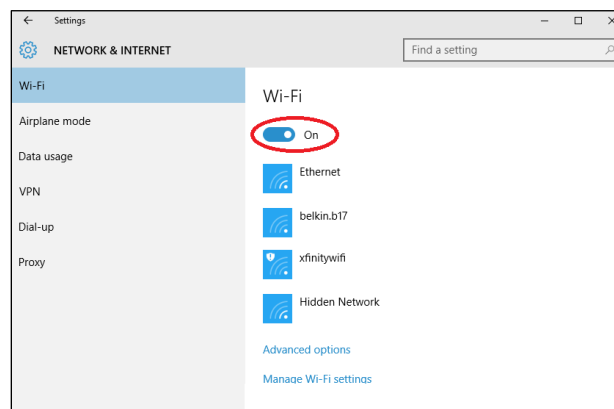 Settings
NETWORK & INTERNET
Find a setting
Wi-Fi
Airplane mode
Data usage
VPN
Dial-up
Proxy
Wi-Fi
On
Ethernet
belkin.b17
xfinitywifi
Hidden Network
Advanced options
Manage Wi-Fi settings